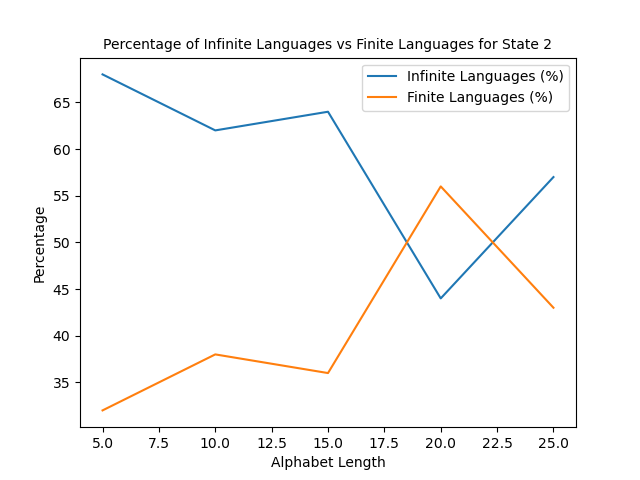 Percentage of Infinite Languages vs Finite Languages for State 2
Infinite Languages (%)
Finite Languages (%)
65
60
55
50
45
40
35
Percentage
5.0 7.5 10.0 12.5 15.0 17.5 20.0 22.5 25.0
Alphabet Length